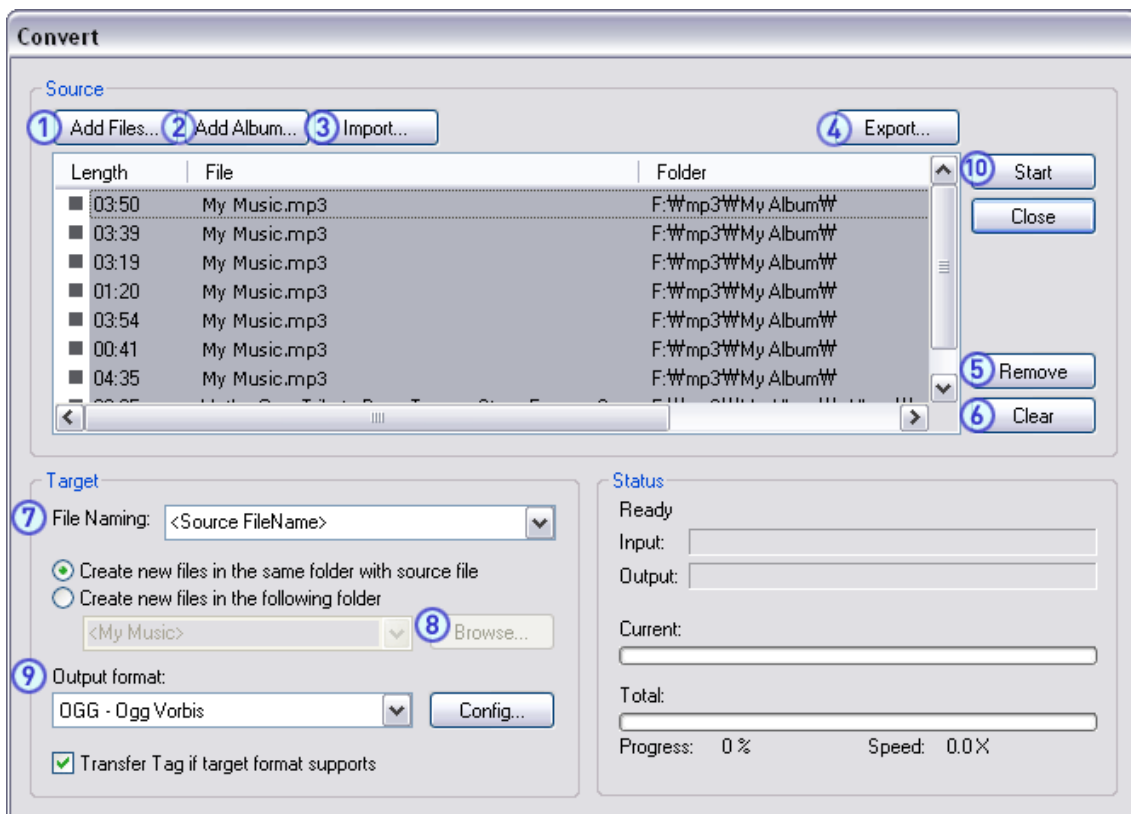 Convert
Source
1 Add Files... 2 Add Album... 3 Import... 4 Export...
Length File Folder
10 Start
03:50 My Music.mp3 F:₩mp3₩My Album₩
Close
03:39 My Music.mp3 F:₩mp3₩My Album₩
03:19 My Music.mp3 F:₩mp3₩My Album₩
01:20 My Music.mp3 F:₩mp3₩My Album₩
03:54 My Music.mp3 F:₩mp3₩My Album₩
00:41 My Music.mp3 F:₩mp3₩My Album₩
04:35 My Music.mp3 F:₩mp3₩My Album₩
5 Remove
6 Clear
Target
7 File Naming: <Source FileName>
Create new files in the same folder with source file
Create new files in the following folder
<My Music> 8 Browse...
9 Output format:
OGG - Ogg Vorbis Config...
Transfer Tag if target format supports
Status
Ready
Input:
Output:
Current:
Total:
Progress: 0 % Speed: 0.0X